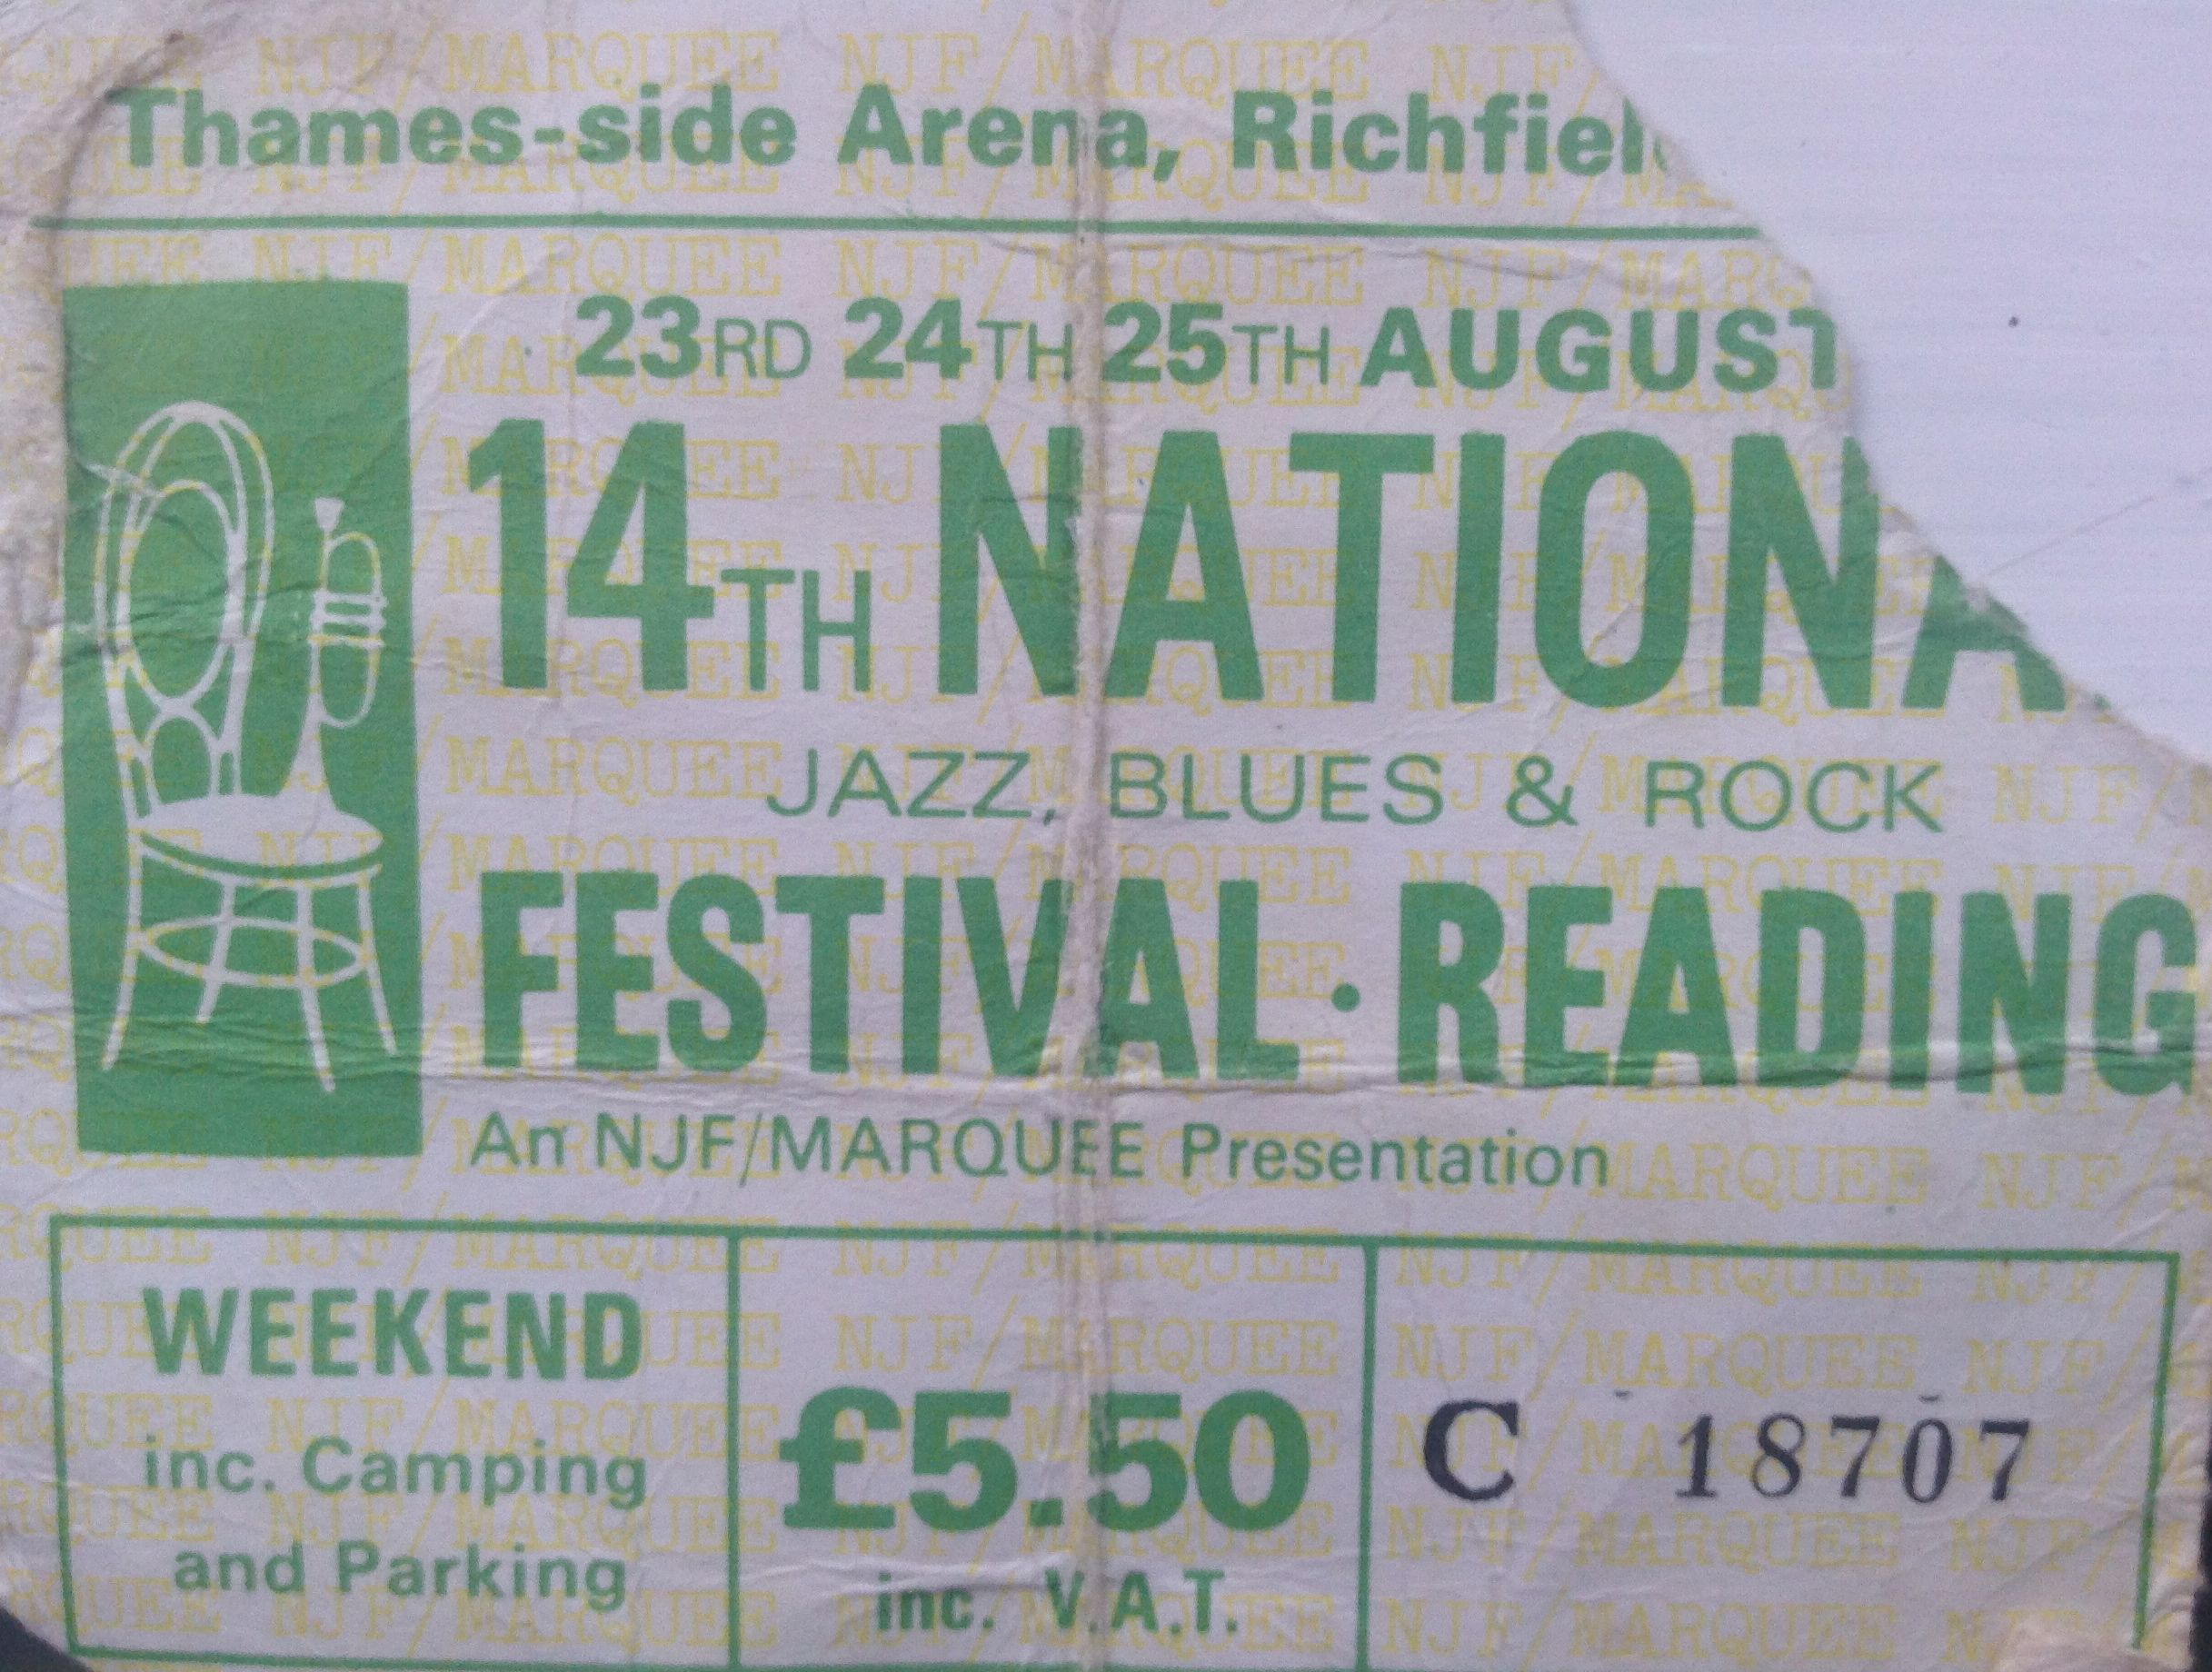 Thames-side Arena, Richfiel
23RD 24TH 25TH AUGUST
14TH NATIONA
JAZZ, BLUES & ROCK
FESTIVAL · READING
An NJF/MARQUEE Presentation
WEEKEND
inc. Camping
and Parking
£5.50
inc. V.A.T.
C 18707